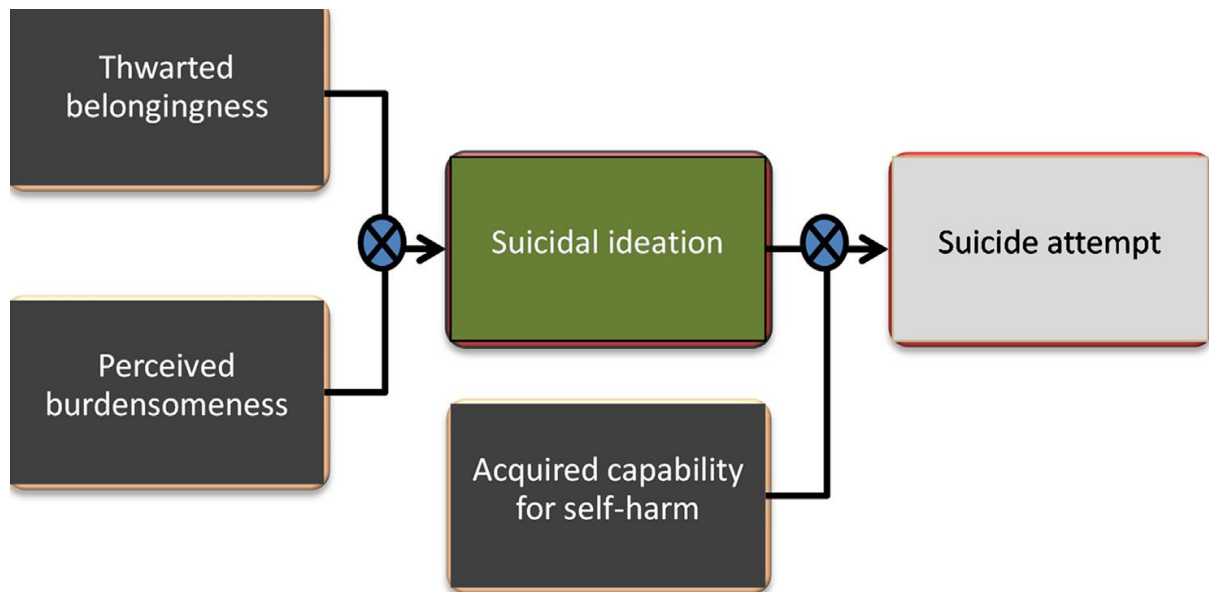 Thwarted
belongingness
Suicidal ideation
Suicide attempt
Perceived
burdensomeness
Acquired capability
for self-harm